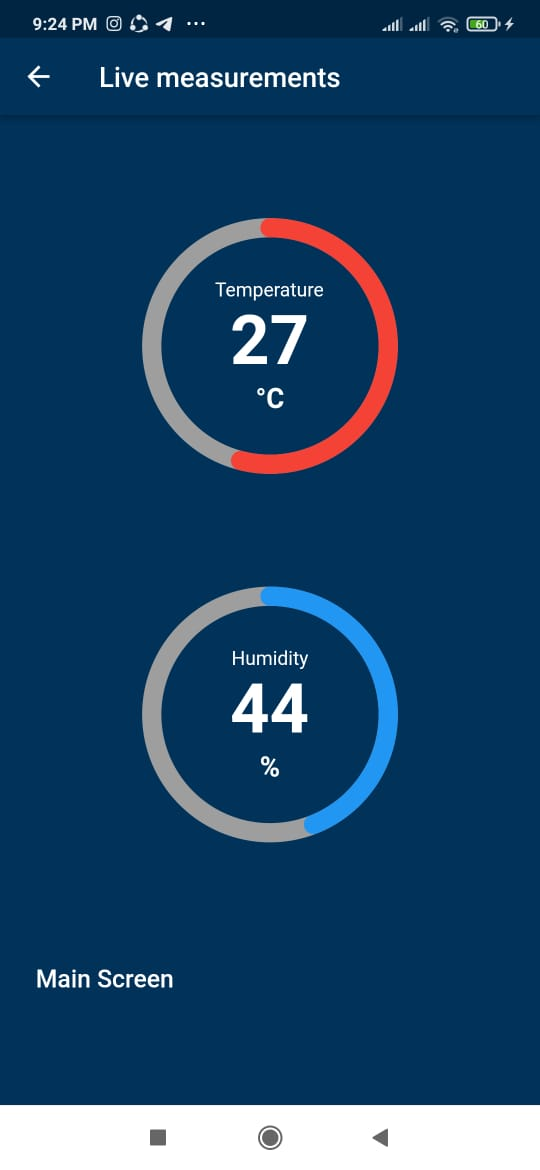 9:24 PM
60
Live measurements
Temperature
27
°C
Humidity
44
%
Main Screen